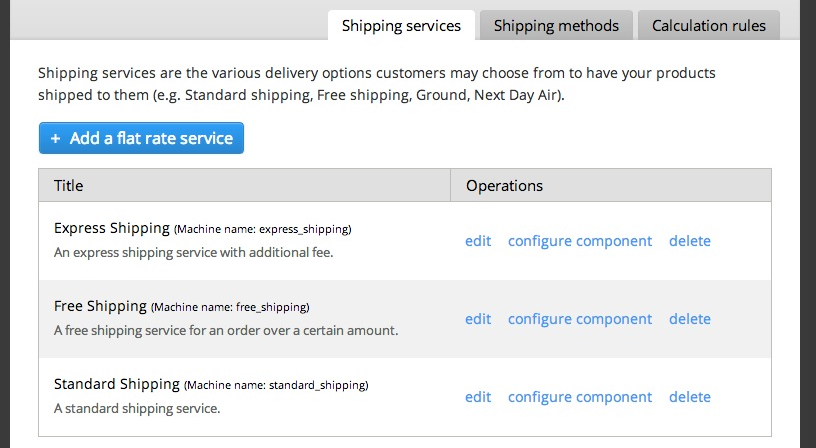 Shipping services Shipping methods Calculation rules
Shipping services are the various delivery options customers may choose from to have your products
shipped to them (e.g. Standard shipping, Free shipping, Ground, Next Day Air).
+ Add a flat rate service
Title Operations
Express Shipping (Machine name: express_shipping)
An express shipping service with additional fee.
edit configure component delete
Free Shipping (Machine name: free_shipping)
A free shipping service for an order over a certain amount.
edit configure component delete
Standard Shipping (Machine name: standard_shipping)
A standard shipping service.
edit configure component delete